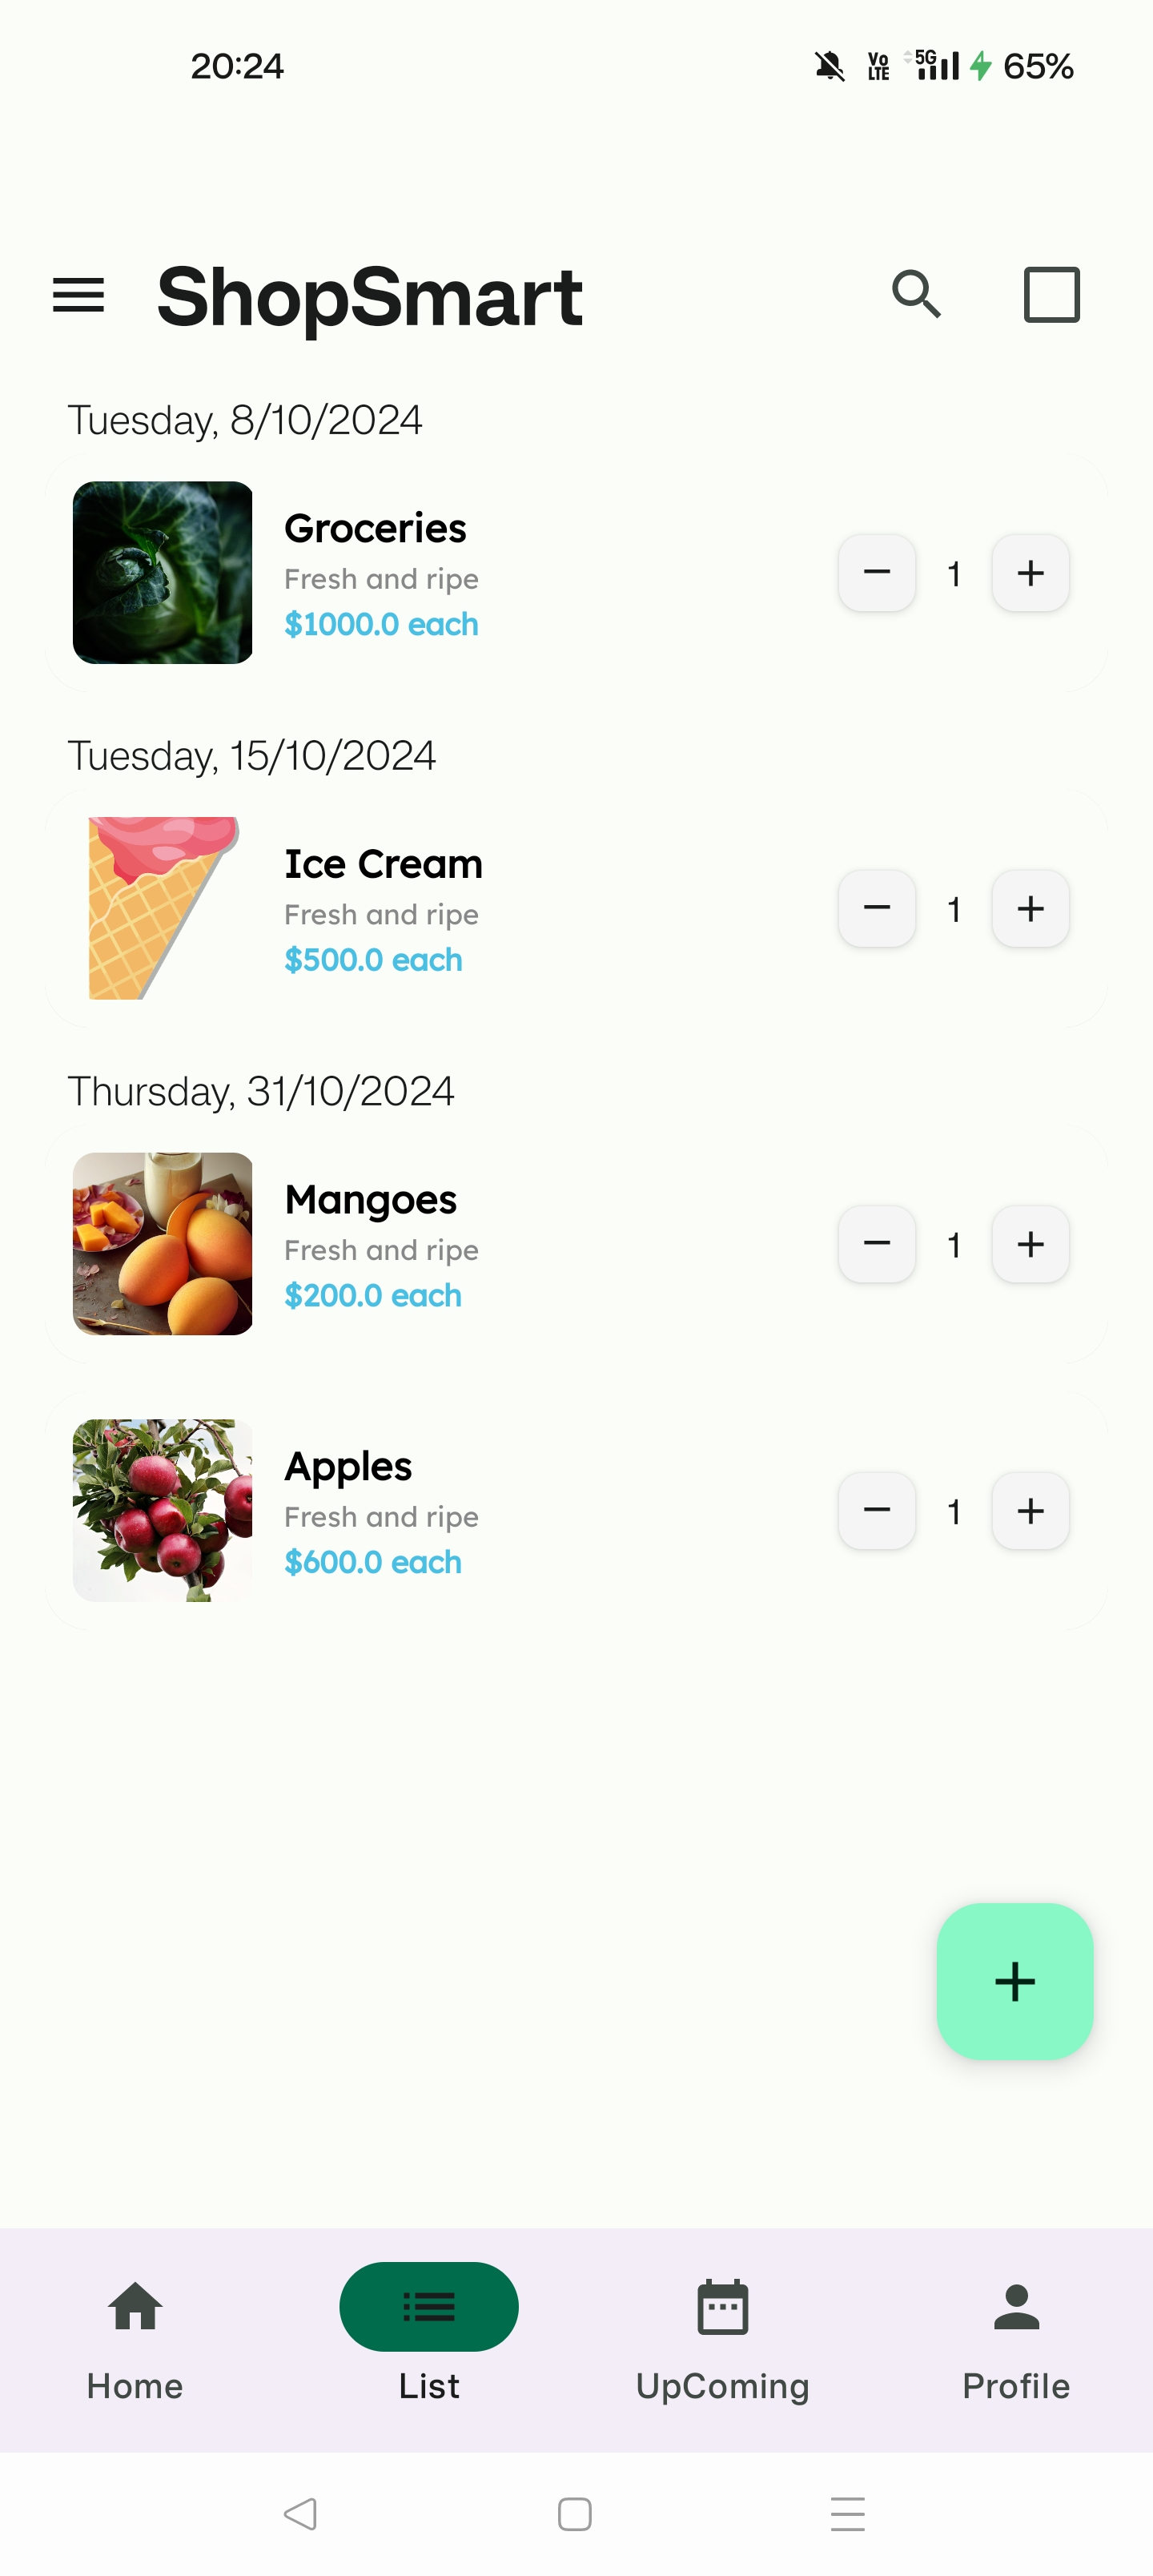 20:24
Vo LTE 5G 65%
ShopSmart
Tuesday, 8/10/2024
Groceries
Fresh and ripe
$1000.0 each
1
Tuesday, 15/10/2024
Ice Cream
Fresh and ripe
$500.0 each
1
Thursday, 31/10/2024
Mangoes
Fresh and ripe
$200.0 each
1
Apples
Fresh and ripe
$600.0 each
1
Home List UpComing Profile